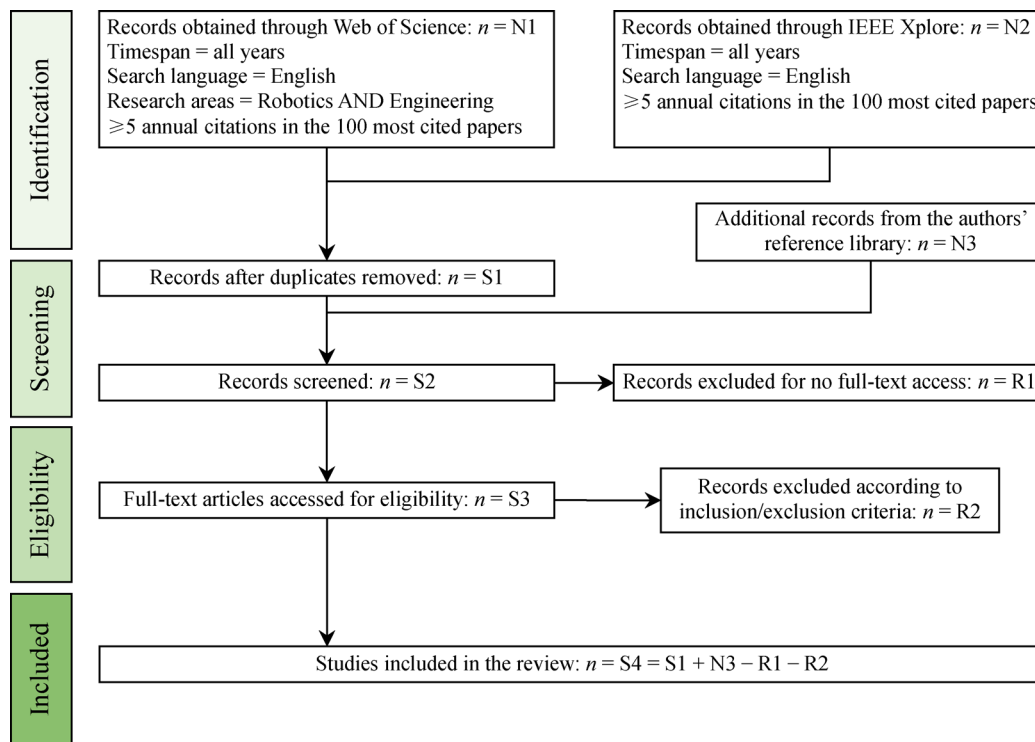 Identification
Records obtained through Web of Science: n = N1
Timespan = all years
Search language = English
Research areas = Robotics AND Engineering
⩾5 annual citations in the 100 most cited papers
Records obtained through IEEE Xplore: n = N2
Timespan = all years
Search language = English
⩾5 annual citations in the 100 most cited papers
Additional records from the authors’
reference library: n = N3
Screening
Records after duplicates removed: n = S1
Records screened: n = S2
Records excluded for no full-text access: n = R1
Eligibility
Full-text articles accessed for eligibility: n = S3
Records excluded according to
inclusion/exclusion criteria: n = R2
Included
Studies included in the review: n = S4 = S1 + N3 – R1 – R2